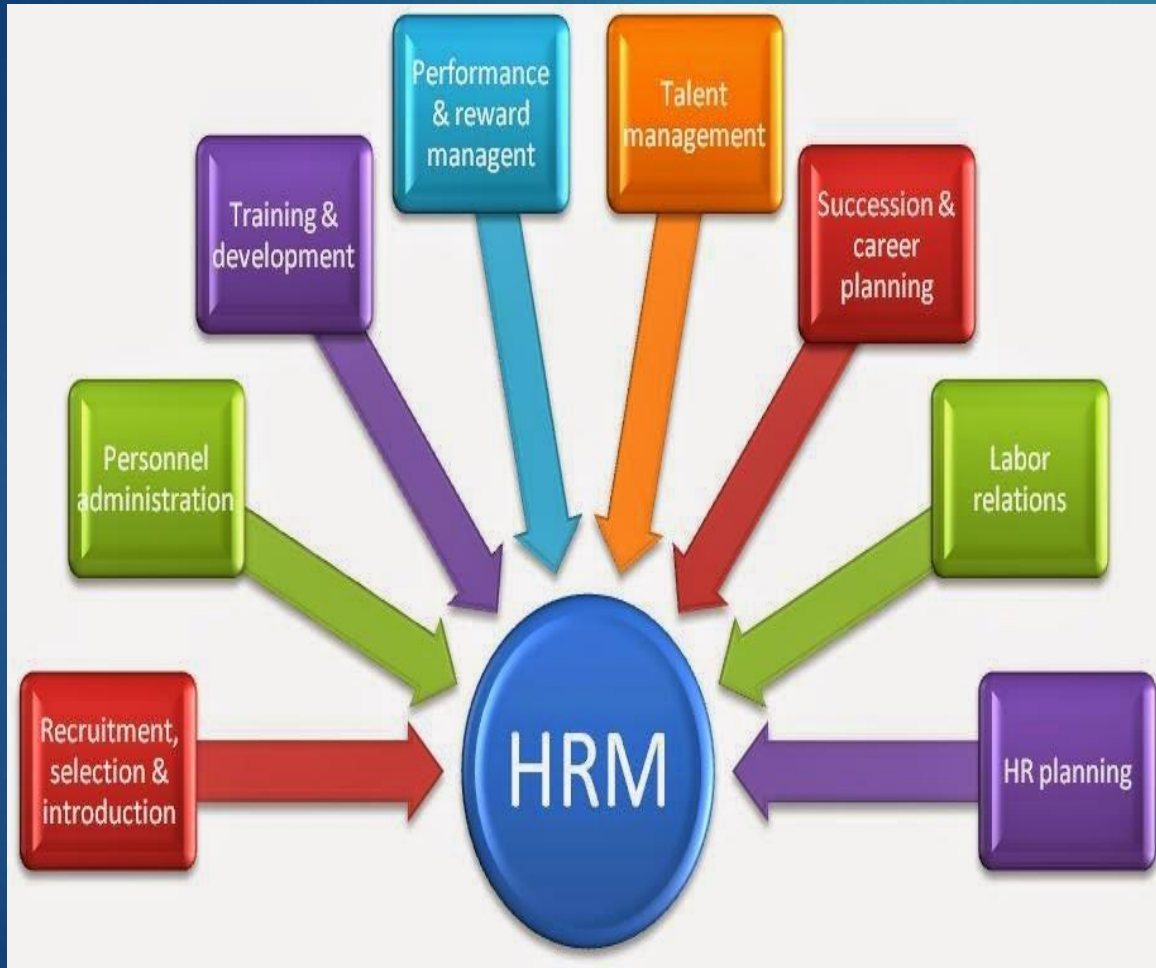 Performance
& reward
managent
Talent
management
Training &
development
Succession &
career
planning
Personnel
administration
Labor
relations
Recruitment,
selection &
introduction
HRM
HR planning